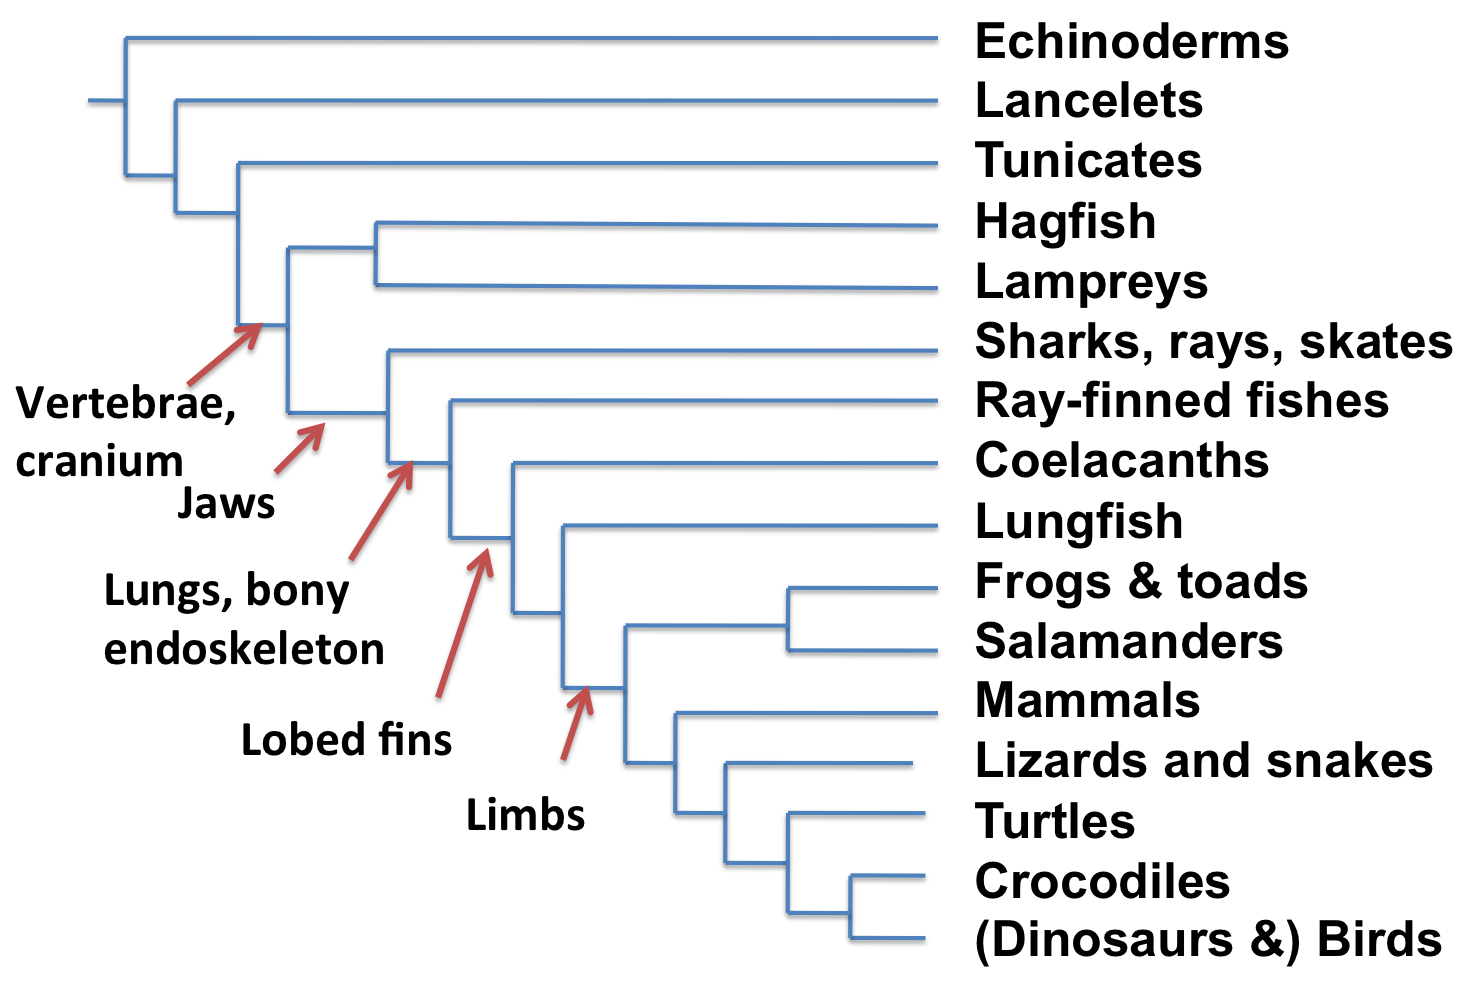 Echinoderms
Lancelets
Tunicates
Hagfish
Lampreys
Sharks, rays, skates
Ray-finned fishes
Coelacanths
Lungfish
Frogs & toads
Salamanders
Mammals
Lizards and snakes
Turtles
Crocodiles
(Dinosaurs &) Birds
Vertebrae,
cranium
Jaws
Lungs, bony
endoskeleton
Lobed fins
Limbs